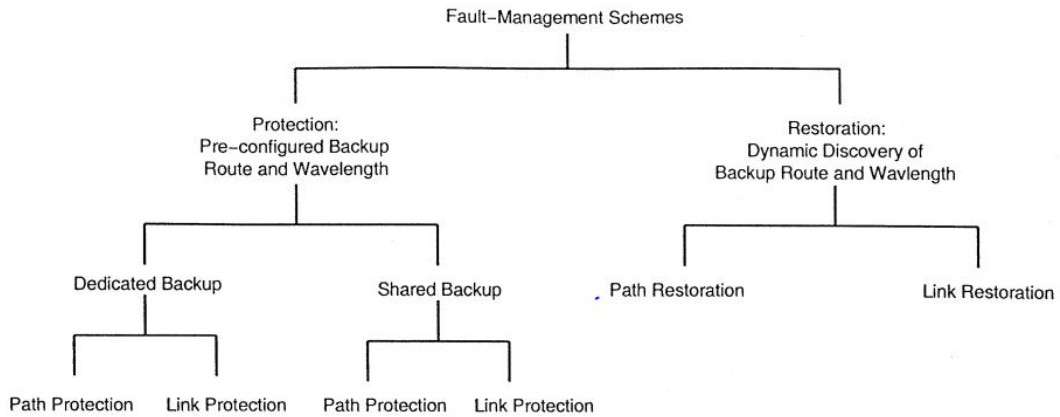 Fault-Management Schemes
Protection:
Pre-configured Backup
Route and Wavelength
Restoration:
Dynamic Discovery of
Backup Route and Wavlength
Dedicated Backup
Shared Backup
Path Restoration
Link Restoration
Path Protection
Link Protection
Path Protection
Link Protection